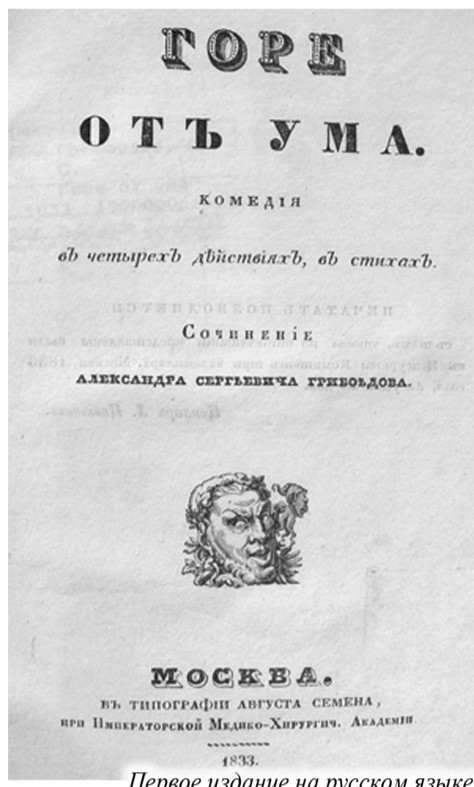 ГОРЕ
ОТЪ УМА.
КОМЕДІЯ
въ четырехъ дѣйствіяхъ, въ стихахъ.
Сочиненіе
АЛЕКСАНДРА СЕРГѢЕВИЧА ГРИБОѢДОВА.
МОСКВА.
ВЪ ТИПОГРАФІИ АВГУСТА СЕМЕНА,
ПРИ ИМПЕРАТОРСКОЙ МЕДИКО-ХИРУРГИЧ. АКАДЕМІИ.
1833.
Первое издание на русском языке